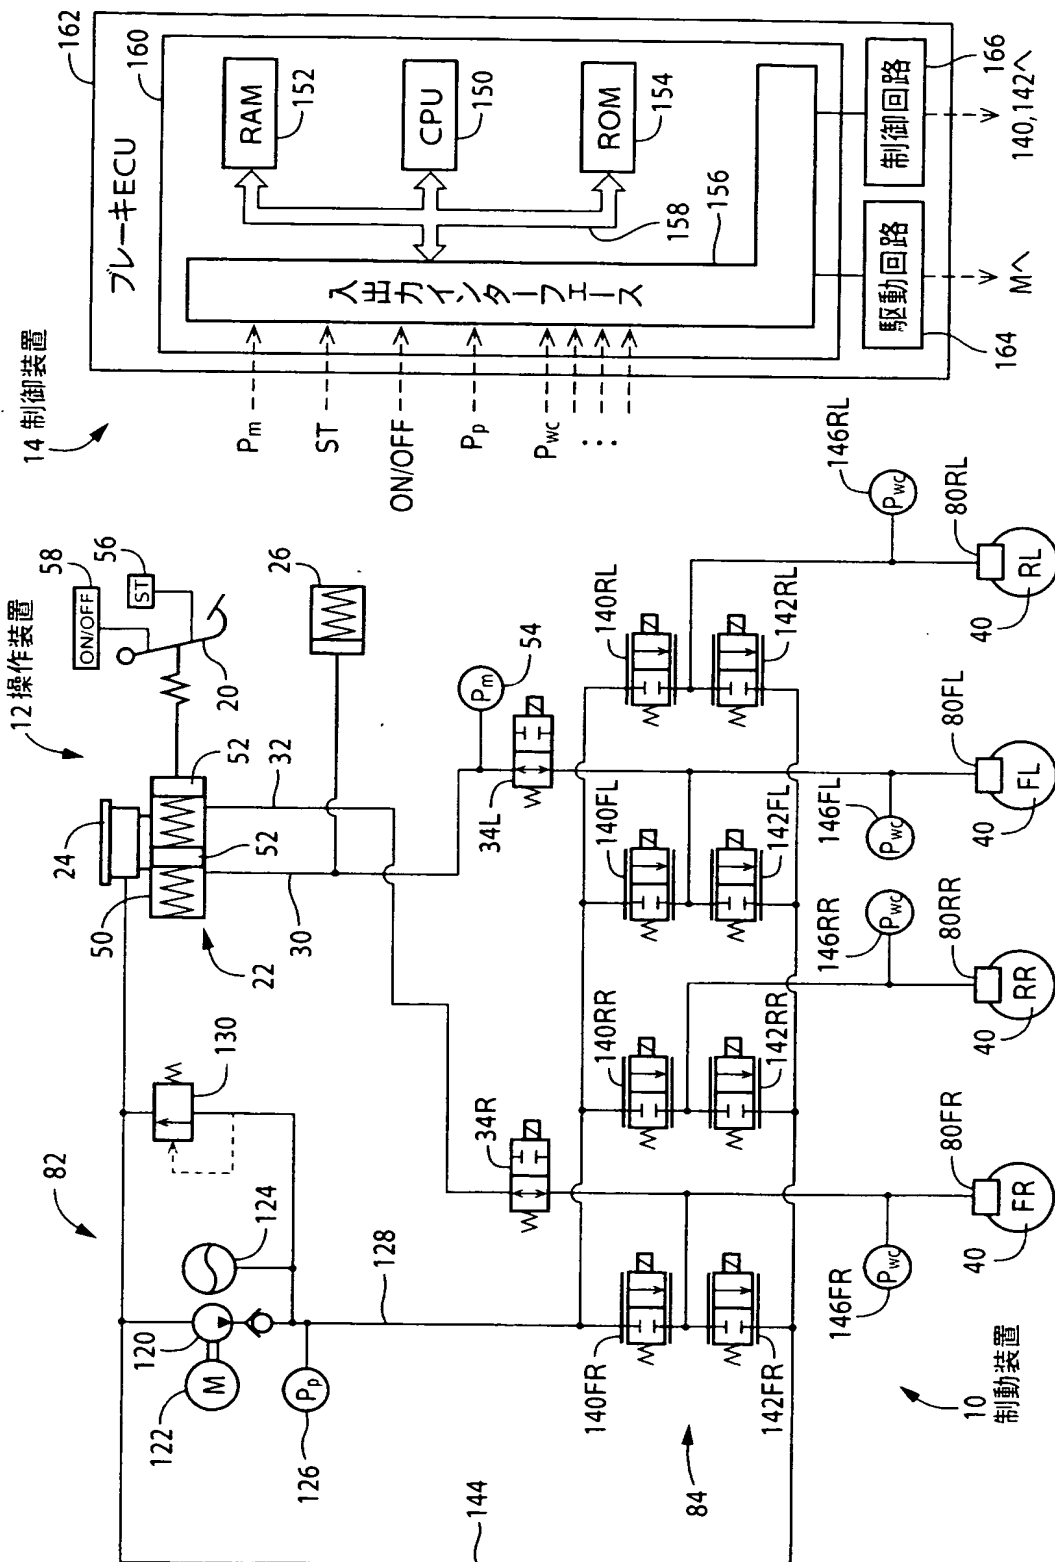 14 制御装置
162
ブレーキECU
160
RAM
152
CPU
150
ROM
154
156
158
入出力インターフェース
Pm
ST
ON/OFF
Pp
Pwc
⋮
駆動回路
164
制御回路
166
Mへ
140,142へ
12 操作装置
58
ON/OFF
56
ST
20
24
52
52
50
22
32
30
26
Pm
54
34L
34R
82
130
124
120
M
122
Pp
126
128
144
84
140FR
142FR
140RR
142RR
140FL
142FL
140RL
142RL
Pwc
146FR
Pwc
146RR
Pwc
146FL
Pwc
146RL
80FR
80RR
80FL
80RL
FR
RR
FL
RL
40
40
40
40
10
制動装置